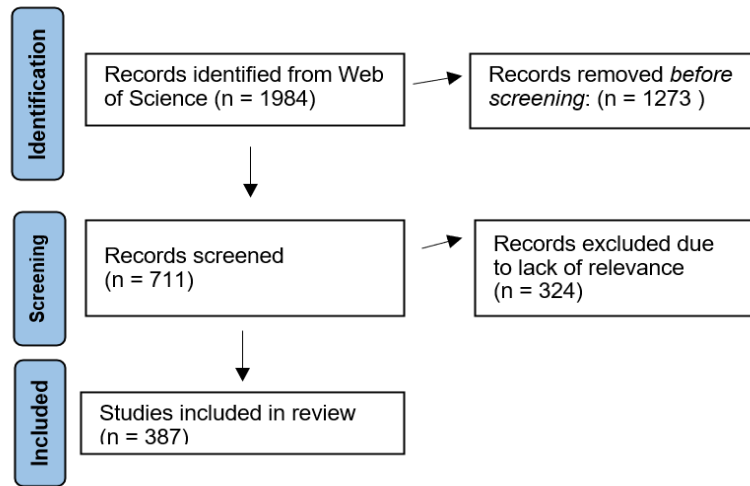 Identification
Records identified from Web
of Science (n = 1984)
Records removed before
screening: (n = 1273 )
Screening
Records screened
(n = 711)
Records excluded due
to lack of relevance
(n = 324)
Included
Studies included in review
(n = 387)